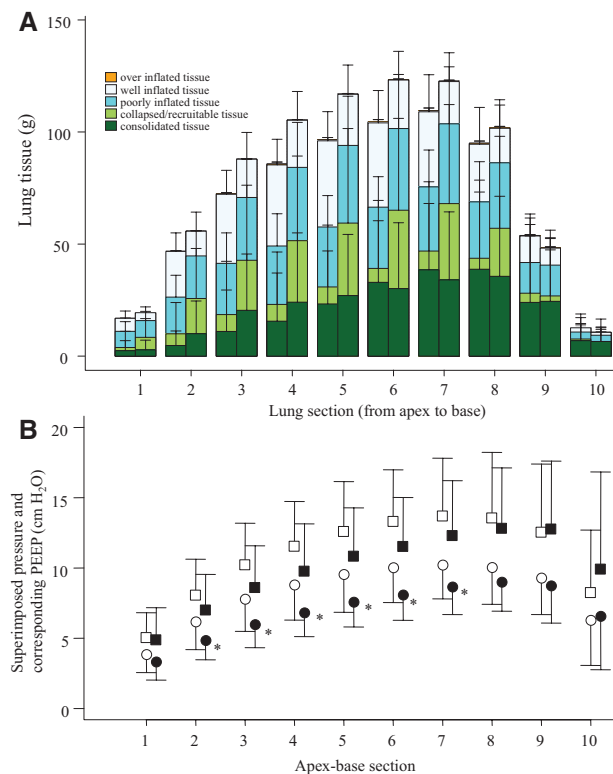 A
150
100
50
0
Lung tissue (g)
over inflated tissue
well inflated tissue
poorly inflated tissue
collapsed/recruitable tissue
consolidated tissue
1 2 3 4 5 6 7 8 9 10
Lung section (from apex to base)
B
20
15
10
5
0
Superimposed pressure and
corresponding PEEP (cm H₂O)
* * * * * *
1 2 3 4 5 6 7 8 9 10
Apex-base section